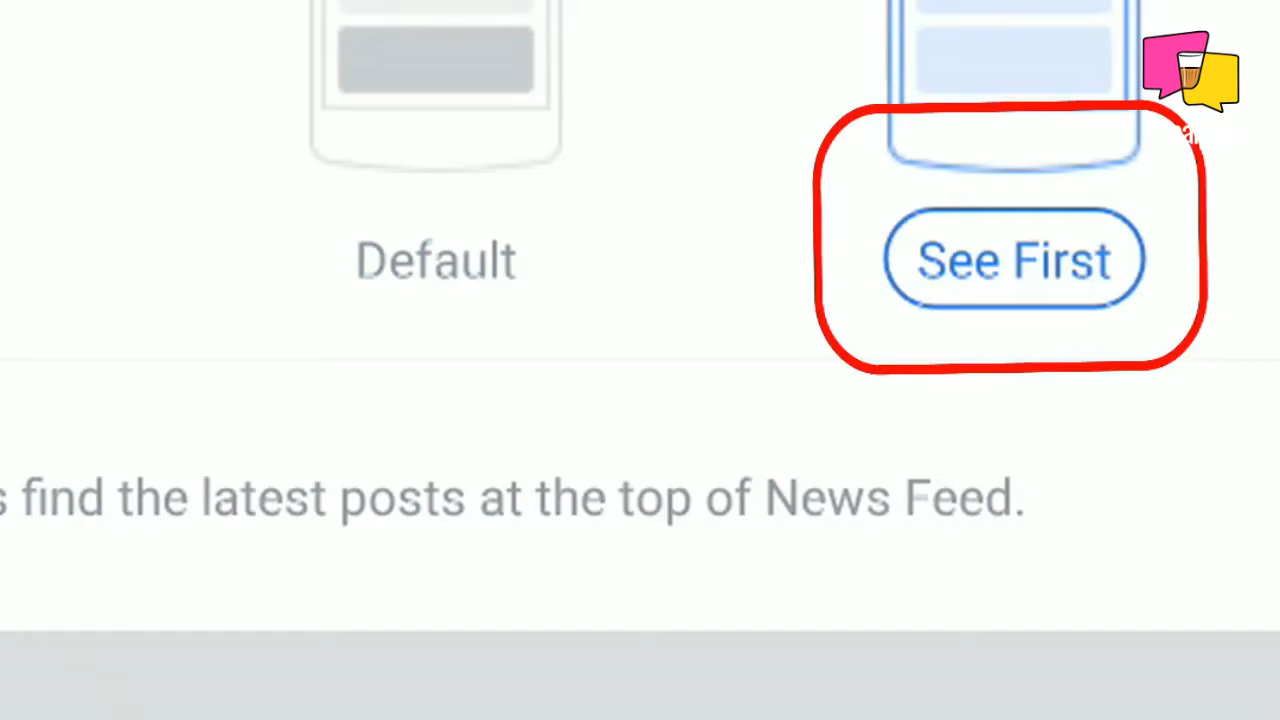 Default
See First
find the latest posts at the top of News Feed.